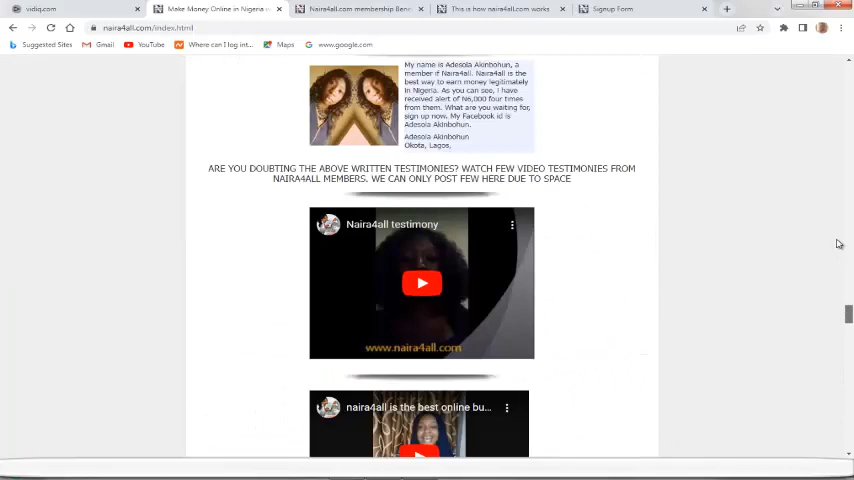 vidiq.com
Make Money Online in Nigeria
Naira4all.com membership Bene
This is how naira4all.com works
Signup Form
naira4all.com/index.html
Suggested Sites
Gmail
YouTube
Where can I log int...
Maps
www.google.com
My name is Adesola Akinbohun, a
member if Naira4all. Naira4all is the
best way to earn money legitimately
in Nigeria. As you can see, I have
received alert of N6,000 four times
from them. What are you waiting for,
sign up now. My Facebook id is
Adesola Akinbohun.
Adesola Akinbohun
Okota, Lagos,
ARE YOU DOUBTING THE ABOVE WRITTEN TESTIMONIES? WATCH FEW VIDEO TESTIMONIES FROM
NAIRA4ALL MEMBERS. WE CAN ONLY POST FEW HERE DUE TO SPACE
Naira4all testimony
www.naira4all.com
naira4all is the best online bu...